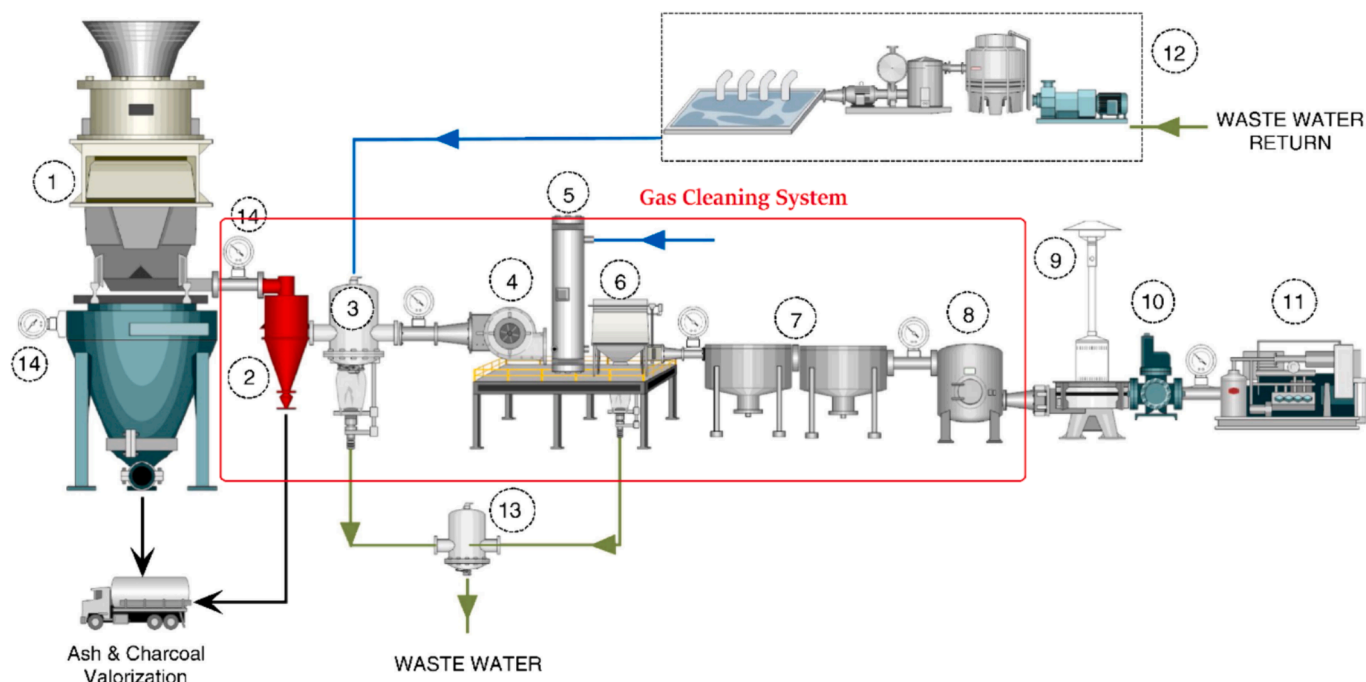 12
WASTE WATER
RETURN
1
5
Gas Cleaning System
14
9
4
6
10
11
3
7
8
14
2
13
Ash & Charcoal
Valorization
WASTE WATER